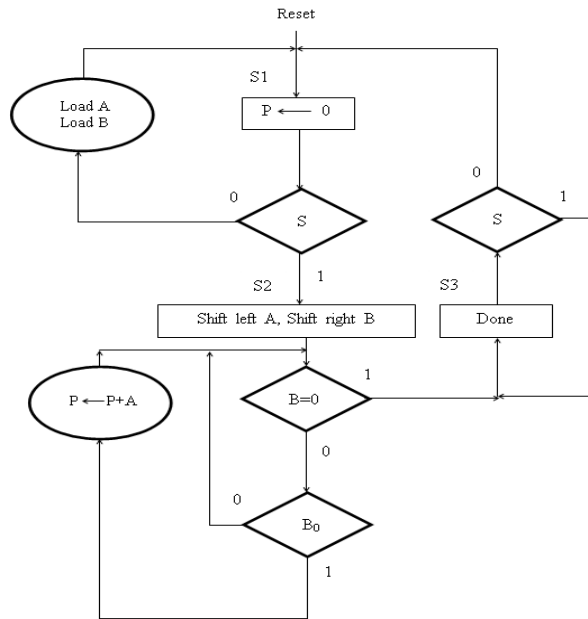 Reset
S1
Load A
Load B
P ← 0
0
S
1
0
S
1
S2
S3
Shift left A, Shift right B
Done
P ← P+A
B=0
1
0
0
B₀
1